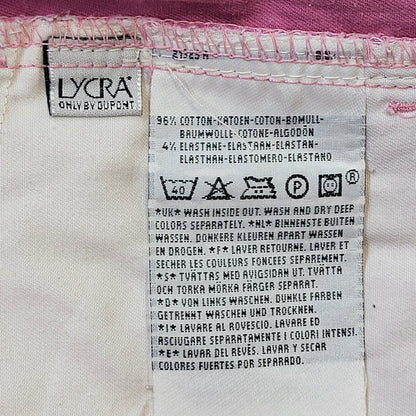 LYCRA®
ONLY BY DUPONT
96% COTTON-KATOEN-COTON-BOMULL-
BAUMWOLLE-COTONE-ALGODÓN
4% ELASTANE-ELASTAAN-ELASTAN-
ELASTHAN-ELASTOMERO-ELASTANO
40 P
*UK* WASH INSIDE OUT. WASH AND DRY DEEP
COLORS SEPARATELY. *NL* BINNENSTE BUITEN
WASSEN. DONKERE KLEUREN APART WASSEN
EN DROGEN. *F* LAVER RETOURNE. LAVER ET
SECHER LES COULEURS FONCEES SEPAREMENT.
*S* TVÄTTAS MED AVIGSIDAN UT. TVÄTTA
OCH TORKA MÖRKA FÄRGER SEPARAT
*D* VON LINKS WASCHEN. DUNKLE FARBEN
GETRENNT WASCHEN UND TROCKNEN.
*I* LAVARE AL ROVESCIO. LAVARE ED
ASCIUGARE SEPARATAMENTE I COLORI INTENSI.
*E* LAVAR DEL REVÉS. LAVAR Y SECAR
COLORES FUERTES POR SEPARADO.